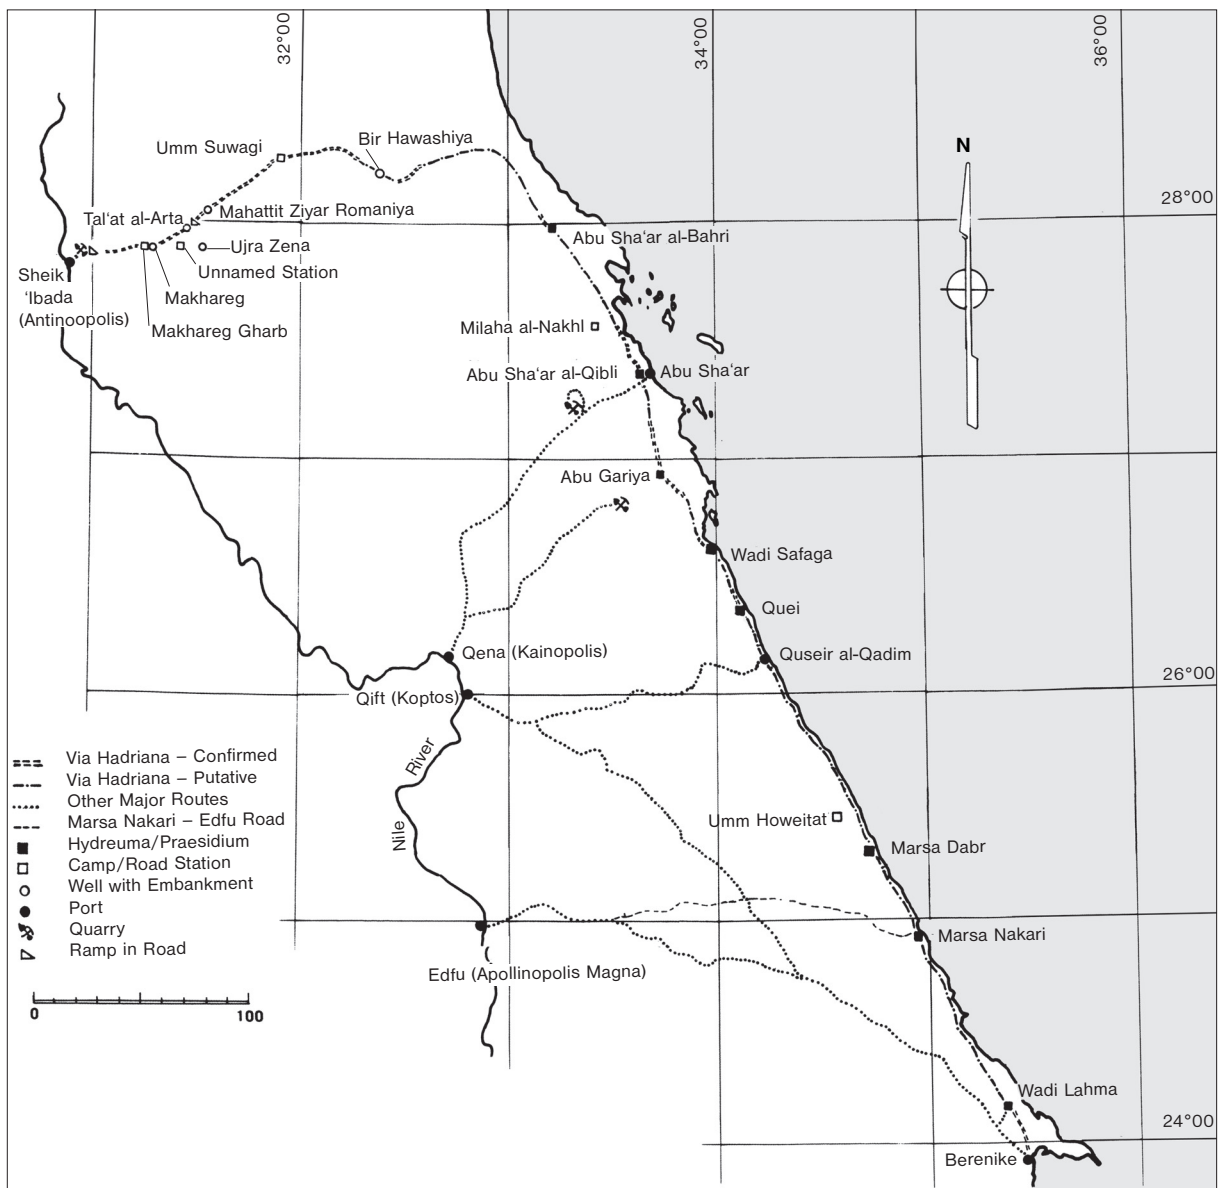 32°00
34°00
36°00
Bir Hawashiya
Umm Suwagi
N
28°00
Tal‘at al-Arta
Mahattit Ziyar Romaniya
Abu Sha‘ar al-Bahri
Ujra Zena
Unnamed Station
Sheik
‘Ibada
(Antinoopolis)
Makhareg
Makhareg Gharb
Milaha al-Nakhl
Abu Sha‘ar al-Qibli
Abu Sha‘ar
Abu Gariya
Wadi Safaga
Quei
Qena (Kainopolis)
Quseir al-Qadim
26°00
Qift (Koptos)
Nile River
Via Hadriana – Confirmed
Via Hadriana – Putative
Other Major Routes
Marsa Nakari – Edfu Road
Hydreuma/Praesidium
Camp/Road Station
Well with Embankment
Port
Quarry
Ramp in Road
0 100
Umm Howeitat
Marsa Dabr
Marsa Nakari
Edfu (Apollinopolis Magna)
Wadi Lahma
24°00
Berenike